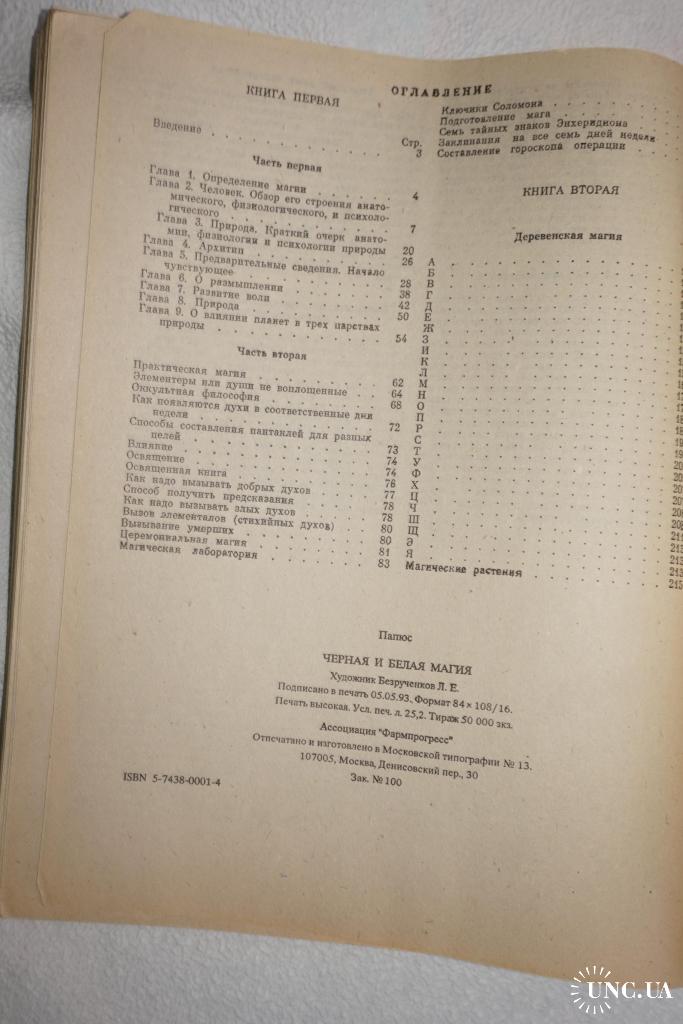 ОГЛАВЛЕНИЕ
КНИГА ПЕРВАЯ
Стр.
Введение . . . . . . . . . . . . 3
Часть первая
Глава 1. Определение магии . . . . . . 4
Глава 2. Человек. Обзор его строения анато-
мического, физиологического, и психоло-
гического . . . . . . . . . . 7
Глава 3. Природа. Краткий очерк анато-
мии, физиологии и психологии природы 20
Глава 4. Архитип . . . . . . . . 26
Глава 5. Предварительные сведения. Начало
чувствующее . . . . . . . . . 28
Глава 6. О размышлении . . . . . . 38
Глава 7. Развитие воли . . . . . . . 42
Глава 8. Природа . . . . . . . . 50
Глава 9. О влиянии планет в трех царствах
природы . . . . . . . . . . 54
Часть вторая
Практическая магия . . . . . . . . 62
Элементеры или души не воплощенные . . 64
Оккультная философия . . . . . . . 68
Как появляются духи в соответственные дни
недели . . . . . . . . . . . 72
Способы составления пантаклей для разных
целей . . . . . . . . . . . 73
Влияние . . . . . . . . . . . . 74
Освящение . . . . . . . . . . . 74
Освященная книга . . . . . . . . . 76
Как надо вызывать добрых духов . . . . 77
Способ получить предсказания . . . . . 78
Как надо вызывать злых духов . . . . . 78
Вызов элементалов (стихийных духов) . . 80
Вызывание умерших . . . . . . . . 80
Церемониальная магия . . . . . . . 81
Магическая лаборатория . . . . . . . 83
Ключики Соломона . . . . . . .
Подготовление мага . . . . . . .
Семь тайных знаков Энхеридиона . . .
Заклинания на все семь дней недели
Составление гороскопа операции . . .
КНИГА ВТОРАЯ
Деревенская магия
А
Б
В
Г
Д
Е
Ж
З
И
К
Л
М
Н
О
П
Р
С
Т
У
Ф
Х
Ц
Ч
Ш
Щ
Э
Я
Магические растения . . . . . . . 215
Папюс
ЧЕРНАЯ И БЕЛАЯ МАГИЯ
Художник Безрученков Л. Е.
Подписано в печать 05.05.93. Формат 84×108/16.
Печать высокая. Усл. печ. л. 25,2. Тираж 50 000 экз.
Ассоциация "Фармпрогресс"
Отпечатано и изготовлено в Московской типографии № 13.
107005, Москва, Денисовский пер., 30
Зак. № 100
ISBN 5-7438-0001-4
UNC.UA